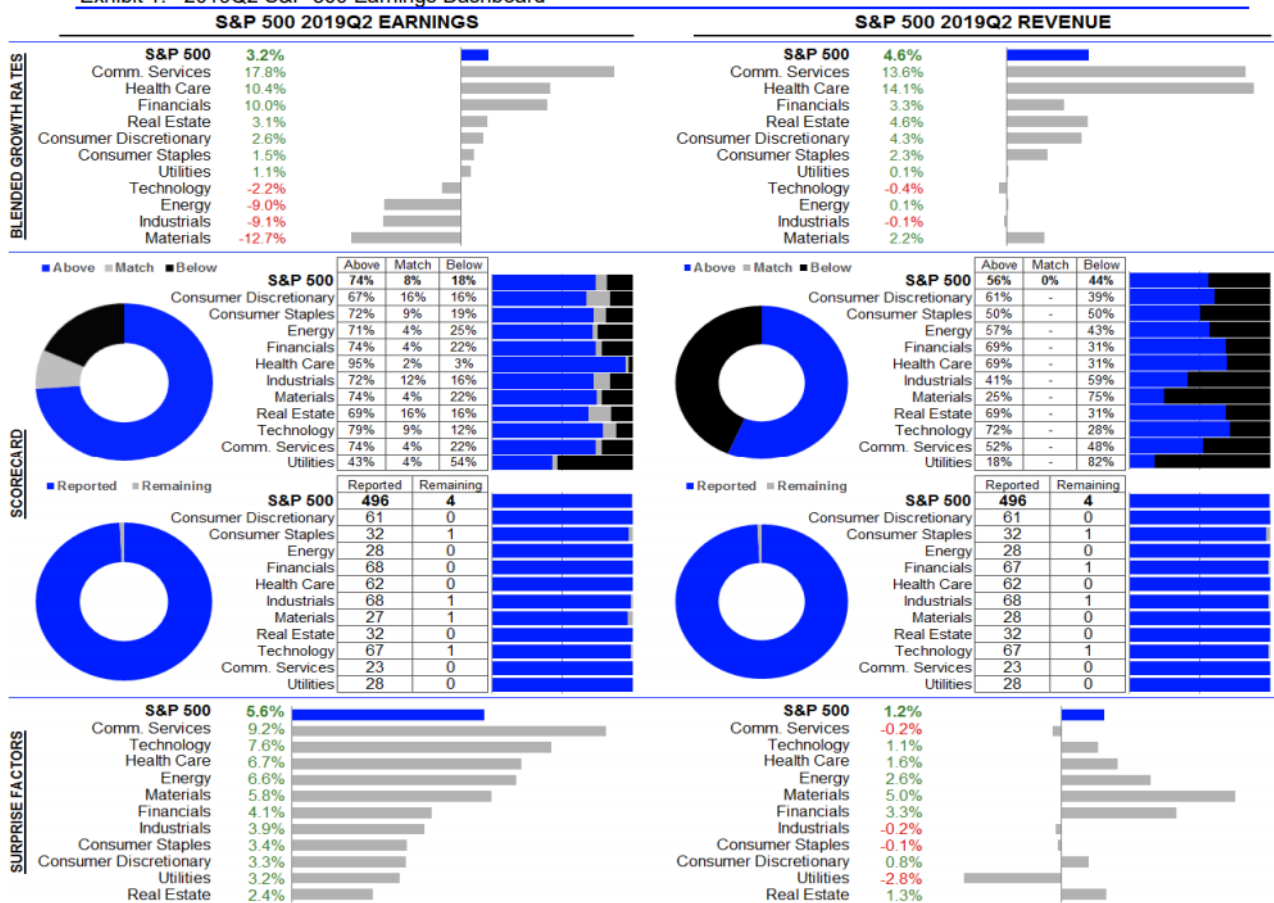 Exhibit 1. 2019Q2 S&P 500 Earnings Dashboard
S&P 500 2019Q2 EARNINGS
S&P 500 2019Q2 REVENUE
BLENDED GROWTH RATES
S&P 500 3.2%
Comm. Services 17.8%
Health Care 10.4%
Financials 10.0%
Real Estate 3.1%
Consumer Discretionary 2.6%
Consumer Staples 1.5%
Utilities 1.1%
Technology -2.2%
Energy -9.0%
Industrials -9.1%
Materials -12.7%
S&P 500 4.6%
Comm. Services 13.6%
Health Care 14.1%
Financials 3.3%
Real Estate 4.6%
Consumer Discretionary 4.3%
Consumer Staples 2.3%
Utilities 0.1%
Technology -0.4%
Energy 0.1%
Industrials -0.1%
Materials 2.2%
SCORECARD
Above Match Below
Above Match Below
S&P 500 74% 8% 18%
Consumer Discretionary 67% 16% 16%
Consumer Staples 72% 9% 19%
Energy 71% 4% 25%
Financials 74% 4% 22%
Health Care 95% 2% 3%
Industrials 72% 12% 16%
Materials 74% 4% 22%
Real Estate 69% 16% 16%
Technology 79% 9% 12%
Comm. Services 74% 4% 22%
Utilities 43% 4% 54%
Above Match Below
Above Match Below
S&P 500 56% 0% 44%
Consumer Discretionary 61% - 39%
Consumer Staples 50% - 50%
Energy 57% - 43%
Financials 69% - 31%
Health Care 69% - 31%
Industrials 41% - 59%
Materials 25% - 75%
Real Estate 69% - 31%
Technology 72% - 28%
Comm. Services 52% - 48%
Utilities 18% - 82%
Reported Remaining
Reported Remaining
S&P 500 496 4
Consumer Discretionary 61 0
Consumer Staples 32 1
Energy 28 0
Financials 68 0
Health Care 62 0
Industrials 68 1
Materials 27 1
Real Estate 32 0
Technology 67 1
Comm. Services 23 0
Utilities 28 0
Reported Remaining
Reported Remaining
S&P 500 496 4
Consumer Discretionary 61 0
Consumer Staples 32 1
Energy 28 0
Financials 67 1
Health Care 62 0
Industrials 68 1
Materials 28 0
Real Estate 32 0
Technology 67 1
Comm. Services 23 0
Utilities 28 0
SURPRISE FACTORS
S&P 500 5.6%
Comm. Services 9.2%
Technology 7.6%
Health Care 6.7%
Energy 6.6%
Materials 5.8%
Financials 4.1%
Industrials 3.9%
Consumer Staples 3.4%
Consumer Discretionary 3.3%
Utilities 3.2%
Real Estate 2.4%
S&P 500 1.2%
Comm. Services -0.2%
Technology 1.1%
Health Care 1.6%
Energy 2.6%
Materials 5.0%
Financials 3.3%
Industrials -0.2%
Consumer Staples -0.1%
Consumer Discretionary 0.8%
Utilities -2.8%
Real Estate 1.3%